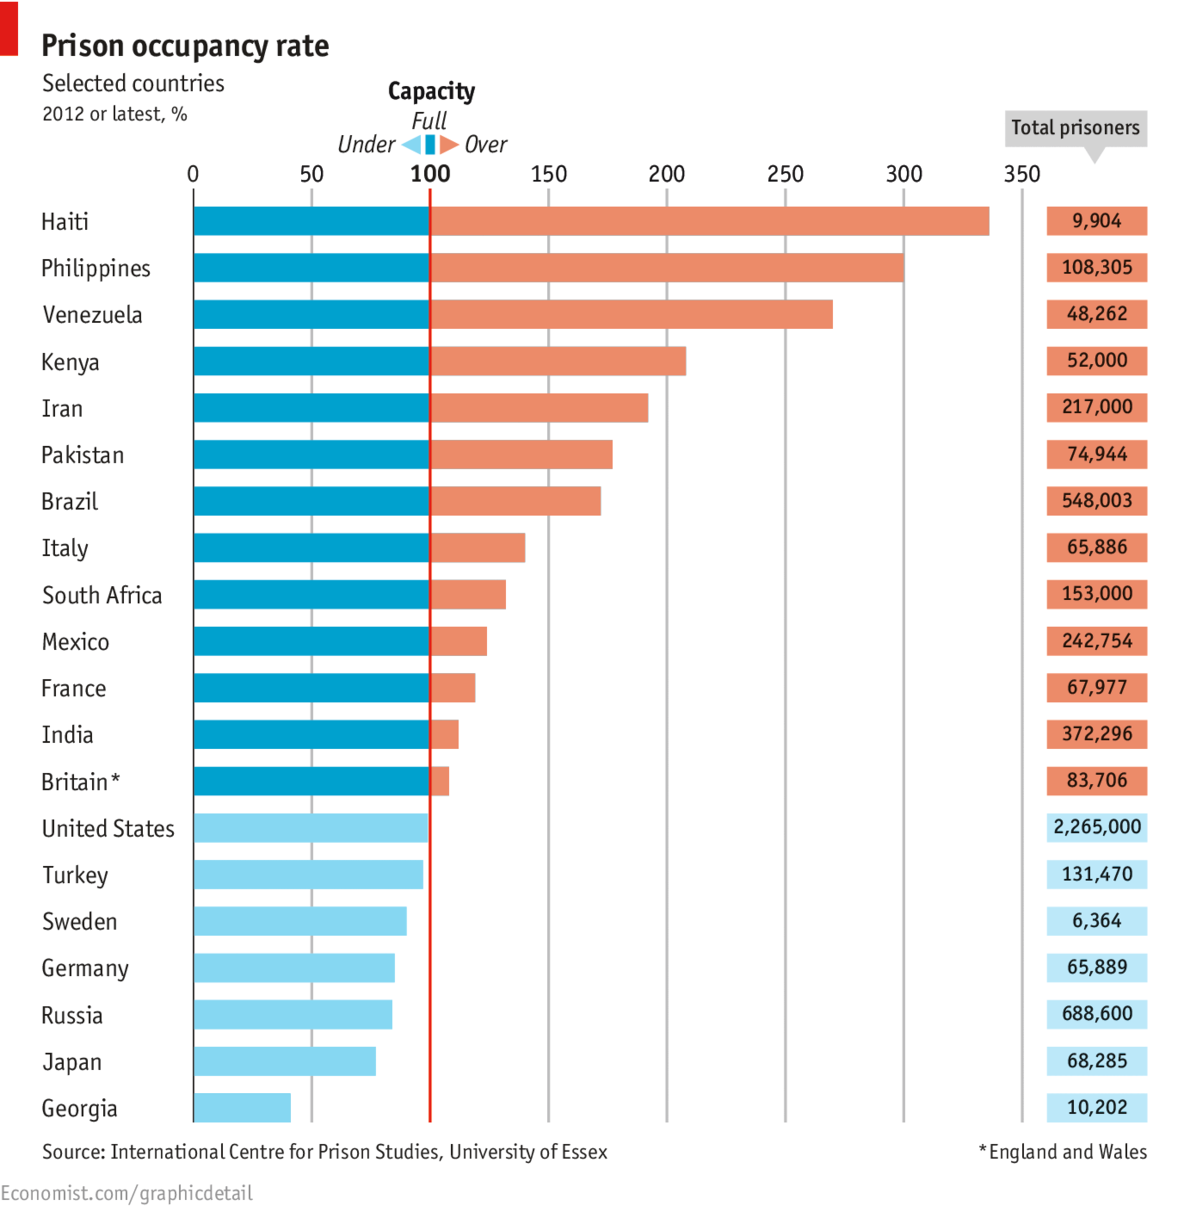 Prison occupancy rate
Selected countries
2012 or latest, %
Capacity
Full
Under Over
Total prisoners
0 50 100 150 200 250 300 350
Haiti 9,904
Philippines 108,305
Venezuela 48,262
Kenya 52,000
Iran 217,000
Pakistan 74,944
Brazil 548,003
Italy 65,886
South Africa 153,000
Mexico 242,754
France 67,977
India 372,296
Britain* 83,706
United States 2,265,000
Turkey 131,470
Sweden 6,364
Germany 65,889
Russia 688,600
Japan 68,285
Georgia 10,202
Source: International Centre for Prison Studies, University of Essex *England and Wales
Economist.com/graphicdetail